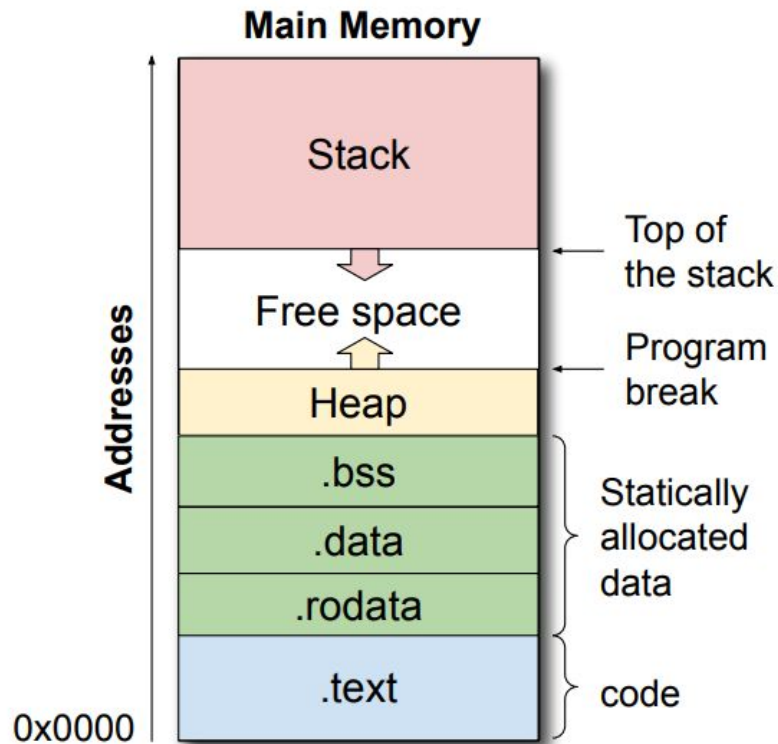 Main Memory
Stack
Top of
the stack
Free space
Program
break
Heap
.bss
.data
.rodata
Statically
allocated
data
.text
code
Addresses
0x0000